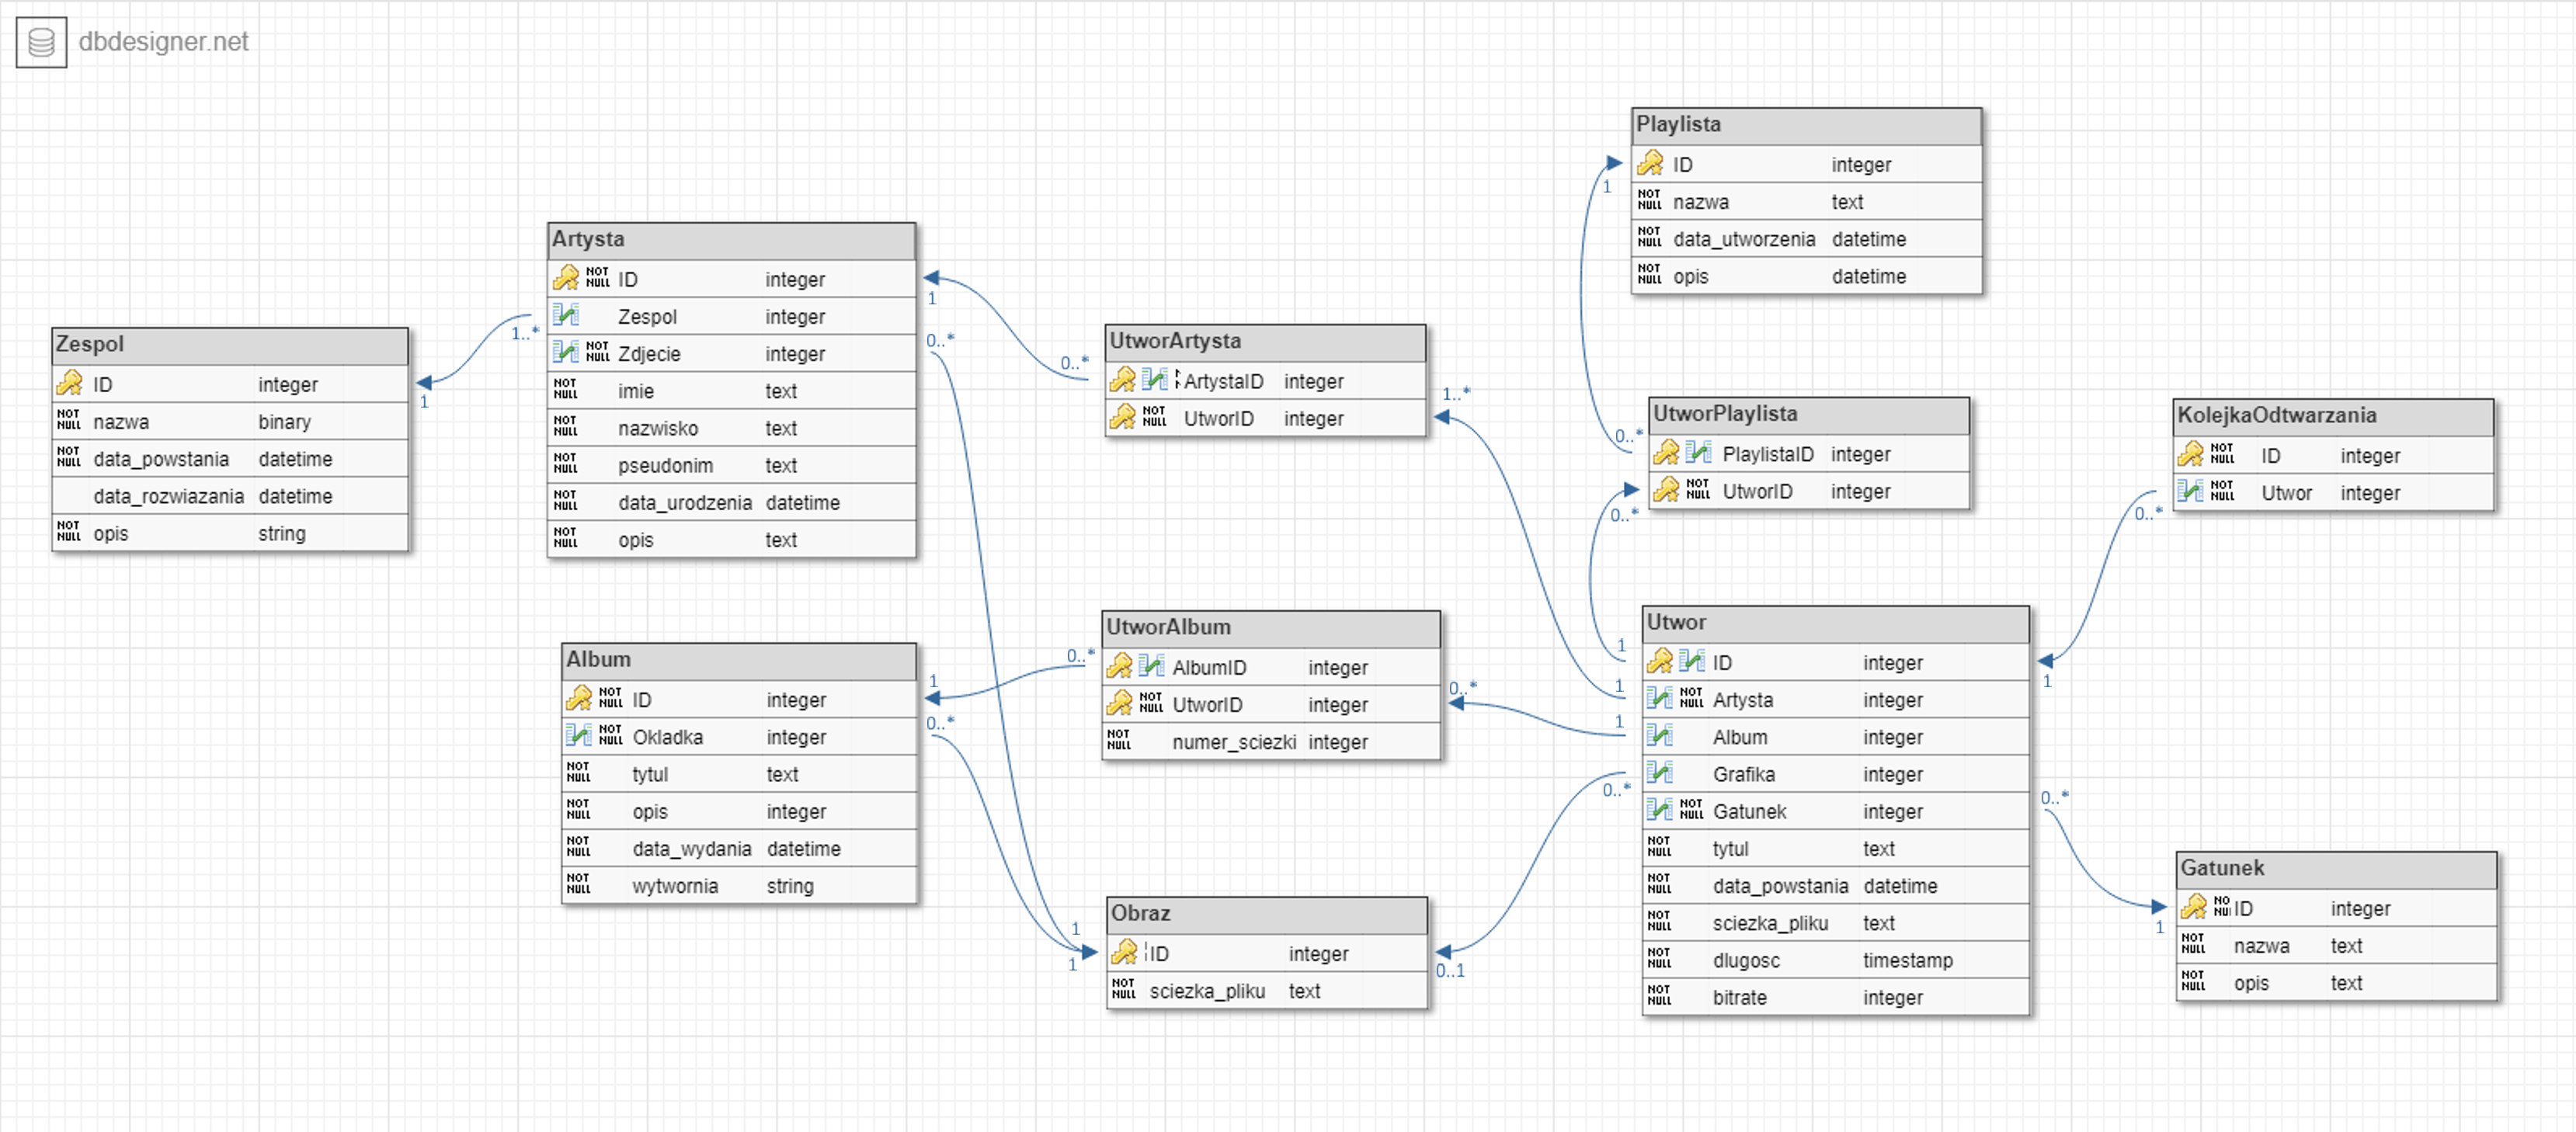 dbdesigner.net
Zespol
ID integer
NOT NULL nazwa binary
NOT NULL data_powstania datetime
data_rozwiazania datetime
NOT NULL opis string
1
1..*
Artysta
NOT NULL ID integer
Zespol integer
NOT NULL Zdjecie integer
NOT NULL imie text
NOT NULL nazwisko text
NOT NULL pseudonim text
NOT NULL data_urodzenia datetime
NOT NULL opis text
1
0..*
0..*
UtworArtysta
ArtystaID integer
NOT NULL UtworID integer
1..*
Playlista
ID integer
NOT NULL nazwa text
NOT NULL data_utworzenia datetime
NOT NULL opis datetime
1
0..*
UtworPlaylista
PlaylistaID integer
NOT NULL UtworID integer
0..*
KolejkaOdtwarzania
NOT NULL ID integer
NOT NULL Utwor integer
0..*
Album
NOT NULL ID integer
NOT NULL Okladka integer
NOT NULL tytul text
NOT NULL opis integer
NOT NULL data_wydania datetime
NOT NULL wytwornia string
1
0..*
0..*
UtworAlbum
AlbumID integer
NOT NULL UtworID integer
NOT NULL numer_sciezki integer
0..*
Utwor
ID integer
NOT NULL Artysta integer
Album integer
Grafika integer
NOT NULL Gatunek integer
NOT NULL tytul text
NOT NULL data_powstania datetime
NOT NULL sciezka_pliku text
NOT NULL dlugosc timestamp
NOT NULL bitrate integer
1
1
1
0..*
1
0..*
Obraz
ID integer
NOT NULL sciezka_pliku text
1
1
0..1
Gatunek
NO NU ID integer
NOT NULL nazwa text
NOT NULL opis text
1